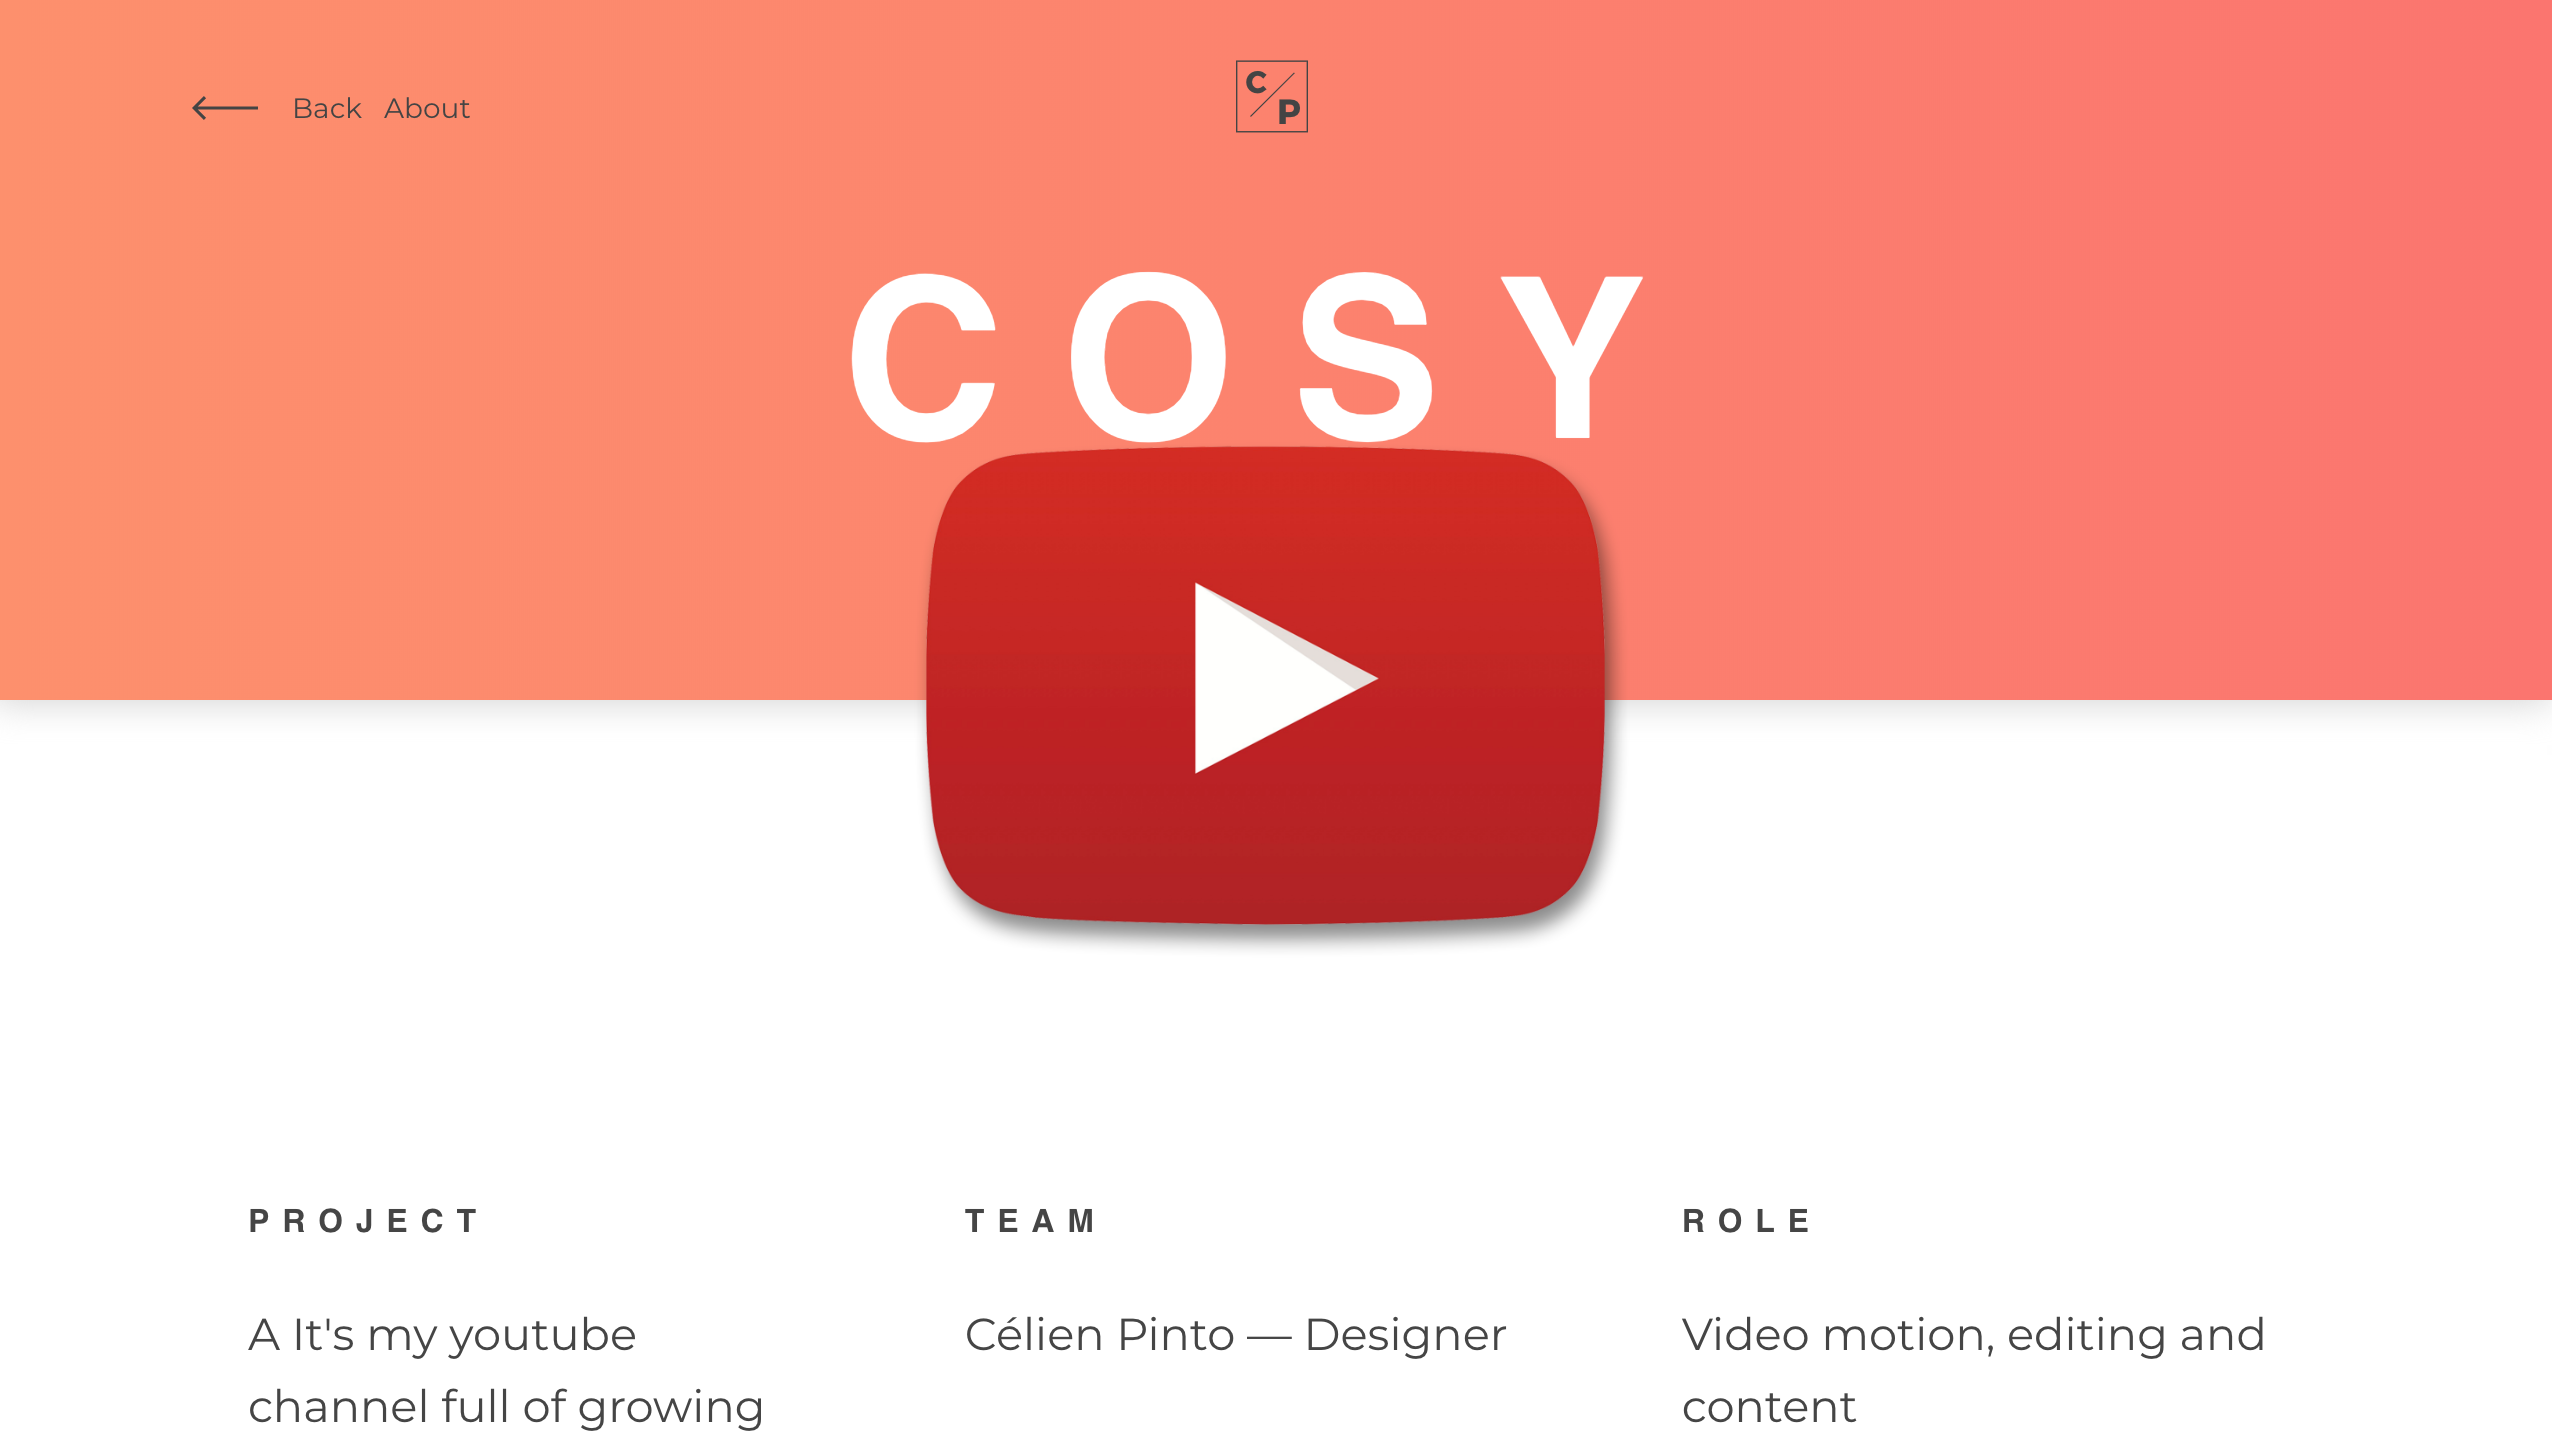 Back About
C
P
COSY
PROJECT
A It's my youtube
channel full of growing
TEAM
Célien Pinto — Designer
ROLE
Video motion, editing and
content